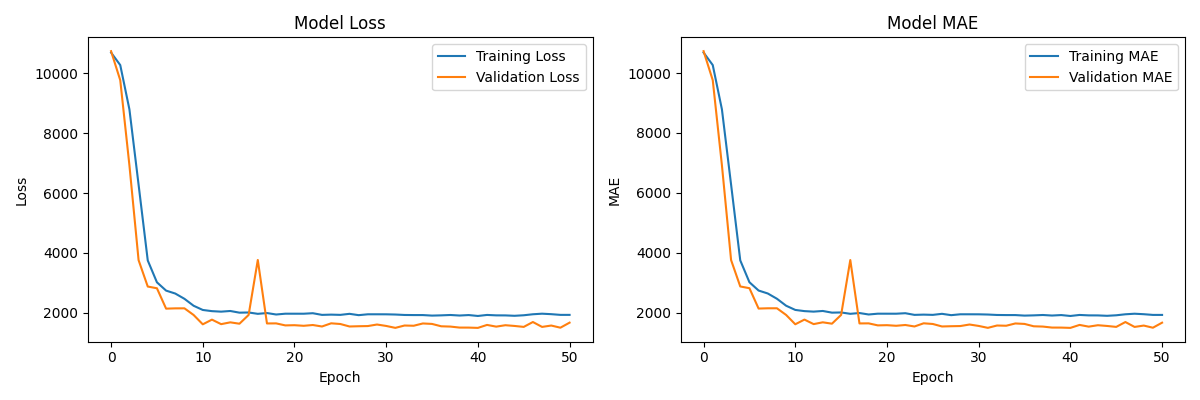 Model Loss
Training Loss
Validation Loss
10000
8000
6000
4000
2000
Loss
0
10
20
30
40
50
Epoch
Model MAE
Training MAE
Validation MAE
10000
8000
6000
4000
2000
MAE
0
10
20
30
40
50
Epoch